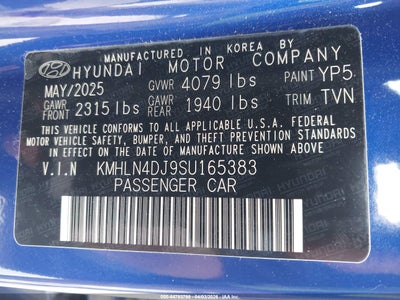 MANUFACTURED IN KOREA BY
HYUNDAI MOTOR COMPANY
MAY/2025 GVWR 4079 lbs PAINT YP5
GAWR FRONT 2315 lbs GAWR REAR 1940 lbs TRIM TVN
THIS VEHICLE CONFORMS TO ALL APPLICABLE U.S.
FEDERAL MOTOR VEHICLE SAFETY, BUMPER, AND THEFT PREVENTION STANDARDS
IN EFFECT ON THE DATE OF MANUFACTURE SHOWN ABOVE.
V.I.N KMHLN4DJ9SU165383
PASSENGER CAR